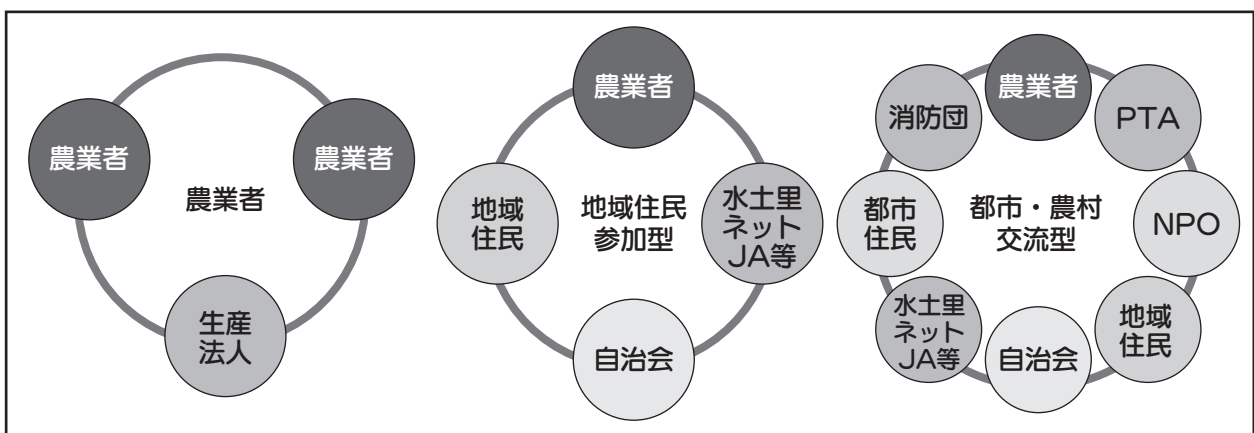 農業者
農業者
農業者
生産
法人
農業者
地域
住民
地域住民
参加型
水土里
ネット
JA等
自治会
農業者
消防団
PTA
都市
住民
都市・農村
交流型
NPO
水土里
ネット
JA等
自治会
地域
住民